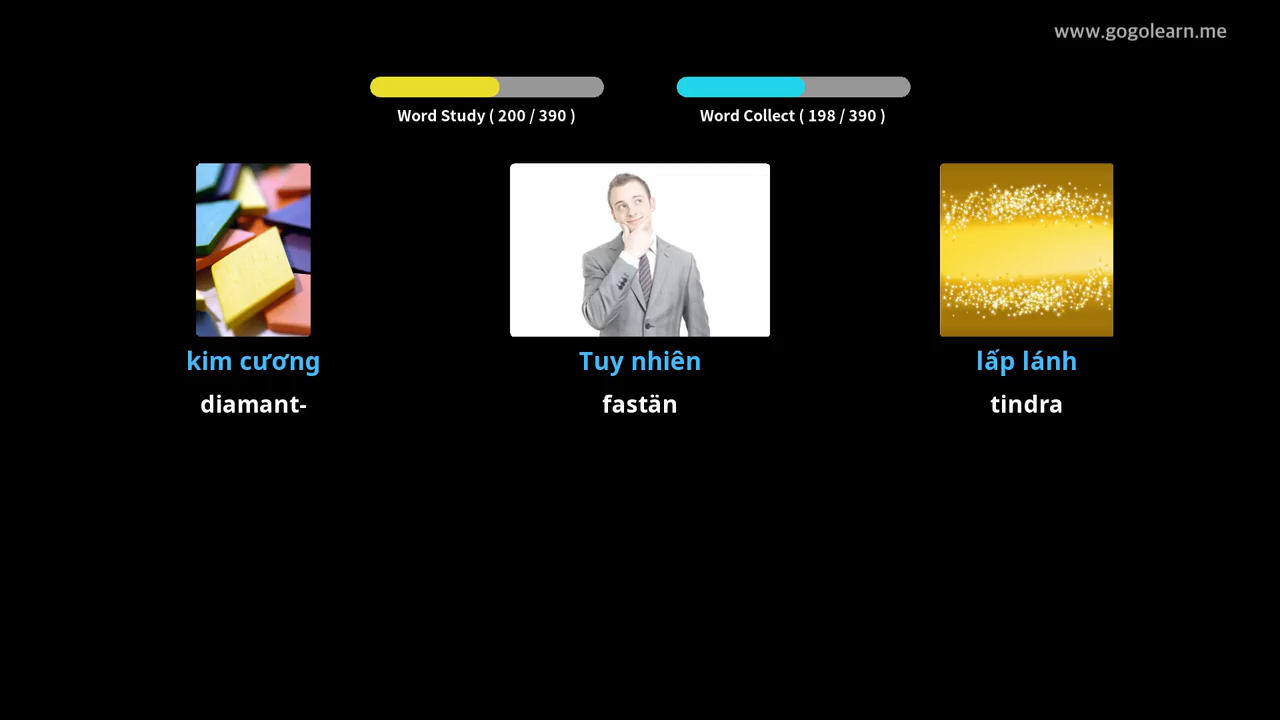 www.gogolearn.me
Word Study ( 200 / 390 )
Word Collect ( 198 / 390 )
kim cương
Tuy nhiên
lấp lánh
diamant-
fastän
tindra